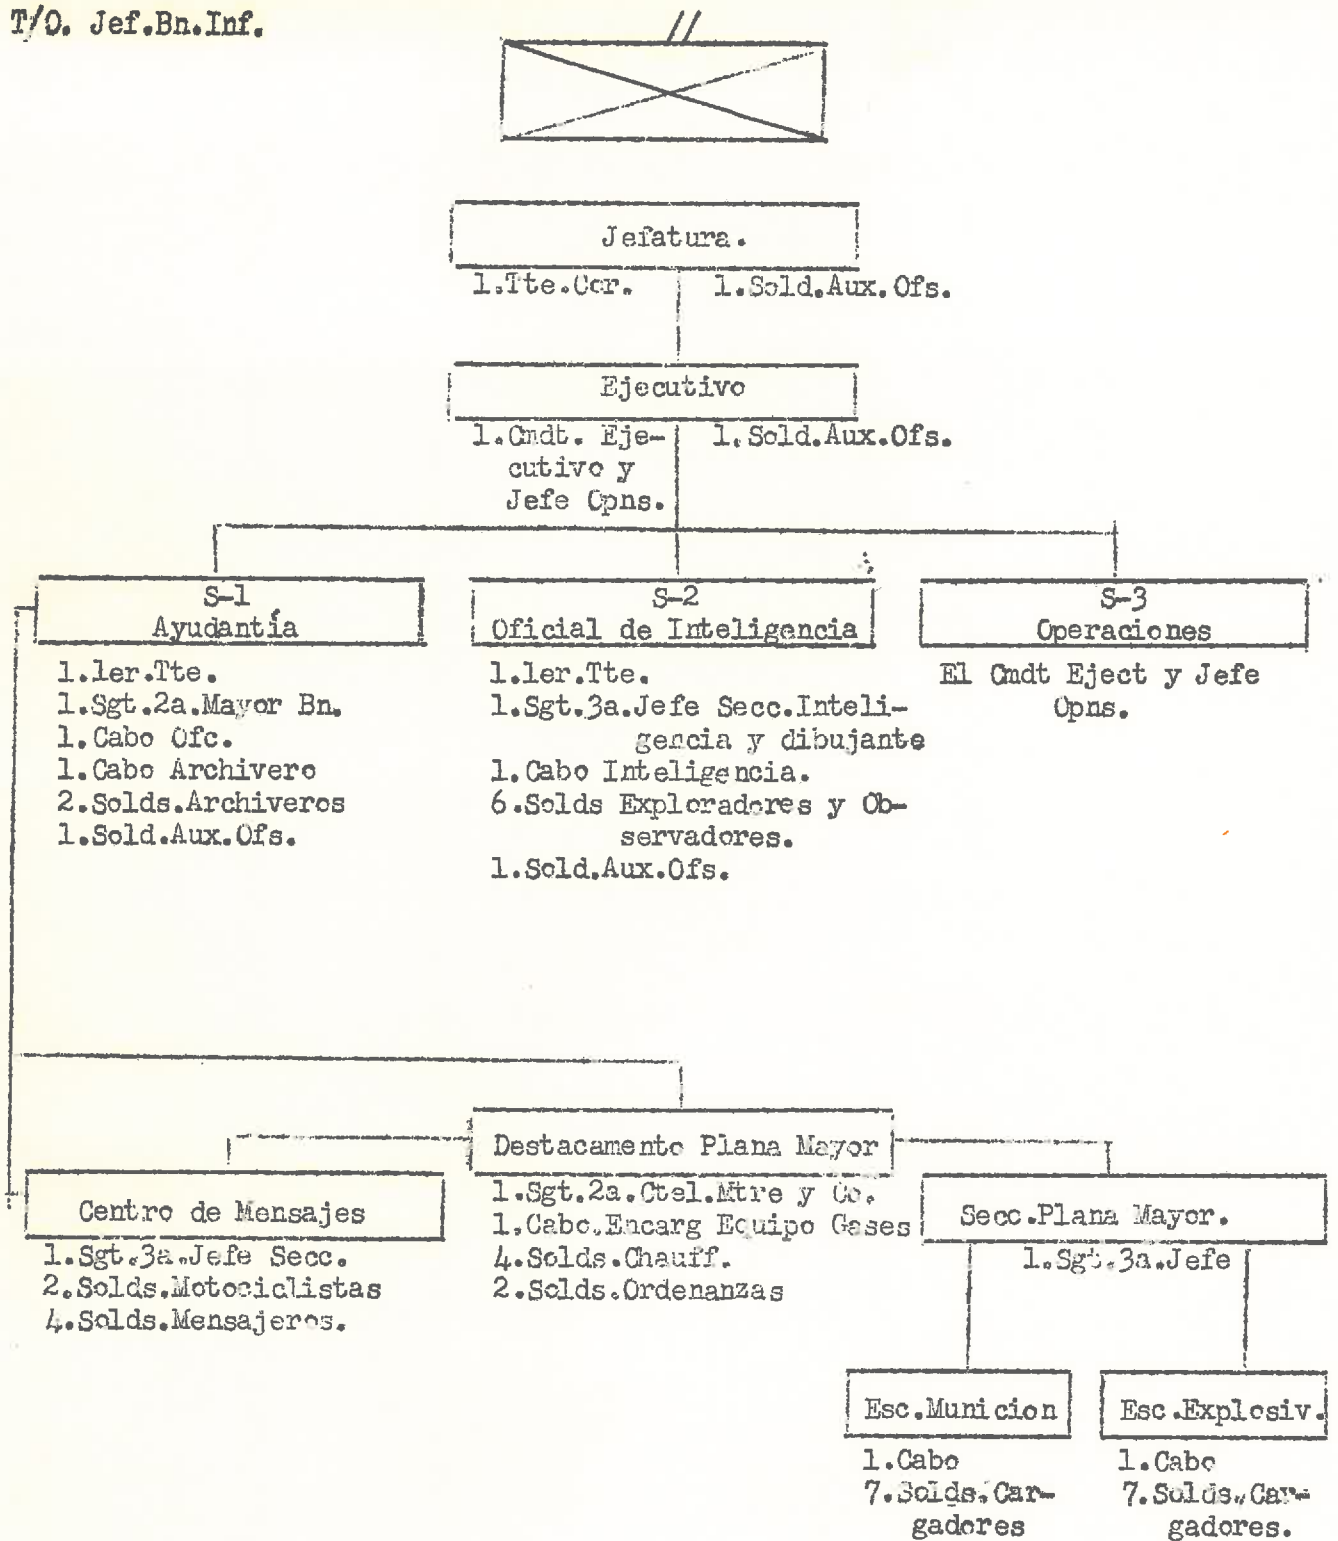 T/O. Jef.Bn.Inf.
//
Jefatura.
1.Tte.Cor.
1.Sold.Aux.Ofs.
Ejecutivo
1.Cmdt. Eje-
cutivo y
Jefe Opns.
1.Sold.Aux.Ofs.
S-1
Ayudantía
1.1er.Tte.
1.Sgt.2a.Mayor Bn.
1.Cabo Ofc.
1.Cabo Archivero
2.Solds.Archiveros
1.Sold.Aux.Ofs.
S-2
Oficial de Inteligencia
1.1er.Tte.
1.Sgt.3a.Jefe Secc.Inteli-
gencia y dibujante
1.Cabo Inteligencia.
6.Solds Exploradores y Ob-
servadores.
1.Sold.Aux.Ofs.
S-3
Operaciones
El Cmdt Eject y Jefe
Opns.
Destacamento Plana Mayor
1.Sgt.2a.Ctel.Mtre y Co.
1.Cabo.Encarg Equipo Gases
4.Solds.Chauff.
2.Solds.Ordenanzas
Centro de Mensajes
1.Sgt.3a.Jefe Secc.
2.Solds.Motociclistas
4.Solds.Mensajeros.
Secc.Plana Mayor.
1.Sgt.3a.Jefe
Esc.Municion
1.Cabo
7.Solds.Car-
gadores
Esc.Explosiv.
1.Cabo
7.Solds.Car-
gadores.